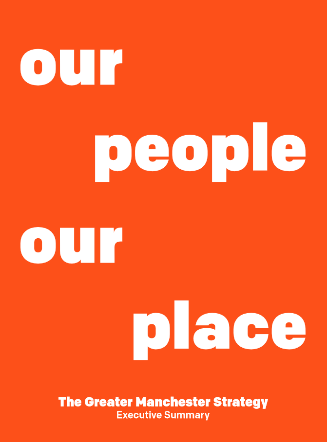 our
people
our
place
The Greater Manchester Strategy
Executive Summary